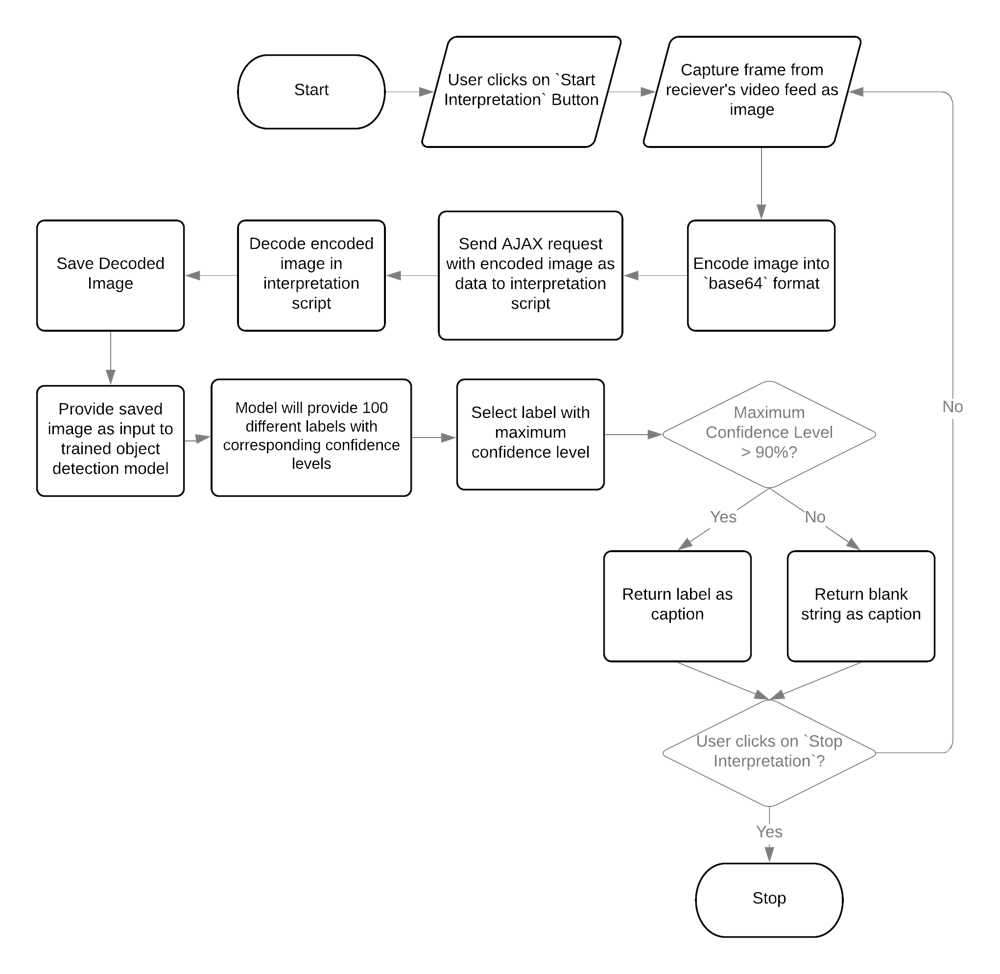 Start
User clicks on `Start
Interpretation` Button
Capture frame from
reciever's video feed as
image
Encode image into
`base64` format
Send AJAX request
with encoded image as
data to interpretation
script
Decode encoded
image in
interpretation
script
Save Decoded
Image
Provide saved
image as input to
trained object
detection model
Model will provide 100
different labels with
corresponding confidence
levels
Select label with
maximum
confidence level
Maximum
Confidence Level
> 90%?
Yes
No
Return label as
caption
Return blank
string as caption
User clicks on `Stop
Interpretation`?
No
Yes
Stop